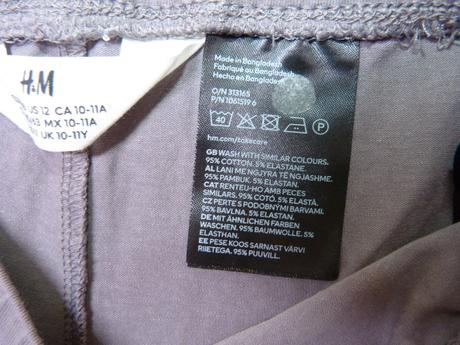 H&M
US 12 CA 10-11A
MX 10-11A
UK 10-11Y
Made in Bangladesh
Fabriqué au Bangladesh
Hecho en Bangladesh
O/N 313165
P/N 1061519 6
40
P
hm.com/takecare
GB WASH WITH SIMILAR COLOURS.
95% COTTON. 5% ELASTANE.
AL LANI ME NGJYRA TË NGJASHME.
95% PAMBUK. 5% ELASTAN.
CAT RENTEU-HO AMB PECES
SIMILARS. 95% COTÓ. 5% ELASTÀ.
CZ PERTE S PODOBNÝMI BARVAMI.
95% BAVLNA. 5% ELASTAN.
DE MIT ÄHNLICHEN FARBEN
WASCHEN. 95% BAUMWOLLE. 5%
ELASTHAN.
EE PESE KOOS SARNAST VÄRVI
RIIETEGA. 95% PUUVILL.